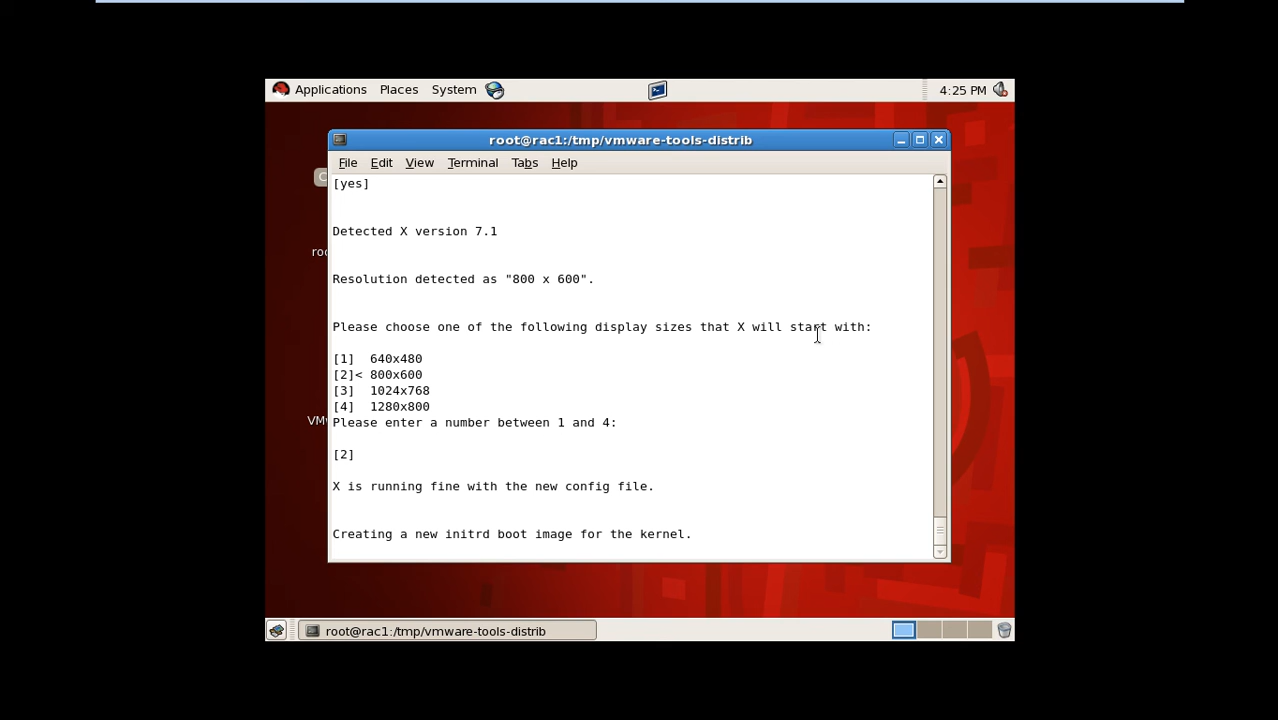 Applications Places System 4:25 PM
root@rac1:/tmp/vmware-tools-distrib
File Edit View Terminal Tabs Help
[yes]
Detected X version 7.1
Resolution detected as "800 x 600".
Please choose one of the following display sizes that X will start with:
[1] 640x480
[2]< 800x600
[3] 1024x768
[4] 1280x800
Please enter a number between 1 and 4:
[2]
X is running fine with the new config file.
Creating a new initrd boot image for the kernel.
root@rac1:/tmp/vmware-tools-distrib